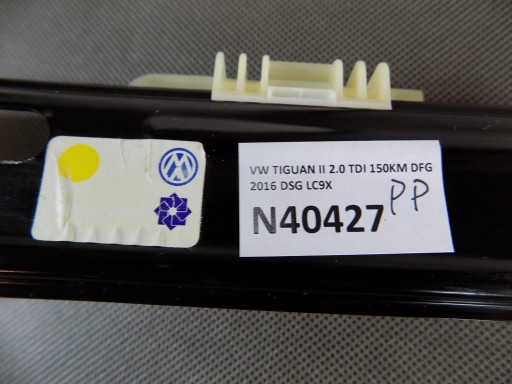 VW TIGUAN II 2.0 TDI 150KM DFG
2016 DSG LC9X
N40427
PP